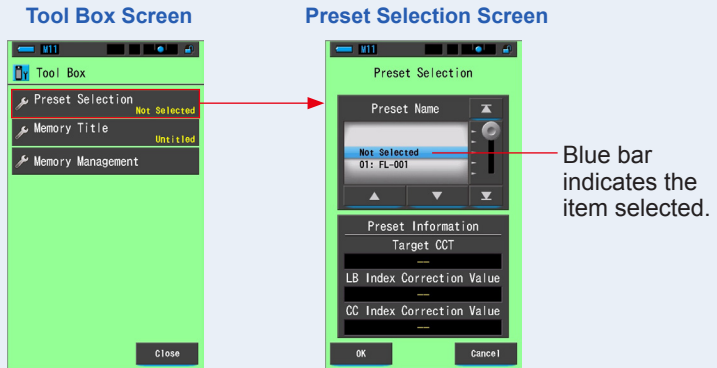 Tool Box Screen
M11
Tool Box
Preset Selection
Not Selected
Memory Title
Untitled
Memory Management
Close
Preset Selection Screen
M11
Preset Selection
Preset Name
Not Selected
01: FL-001
Preset Information
Target CCT
--
LB Index Correction Value
--
CC Index Correction Value
--
OK Cancel
Blue bar
indicates the
item selected.